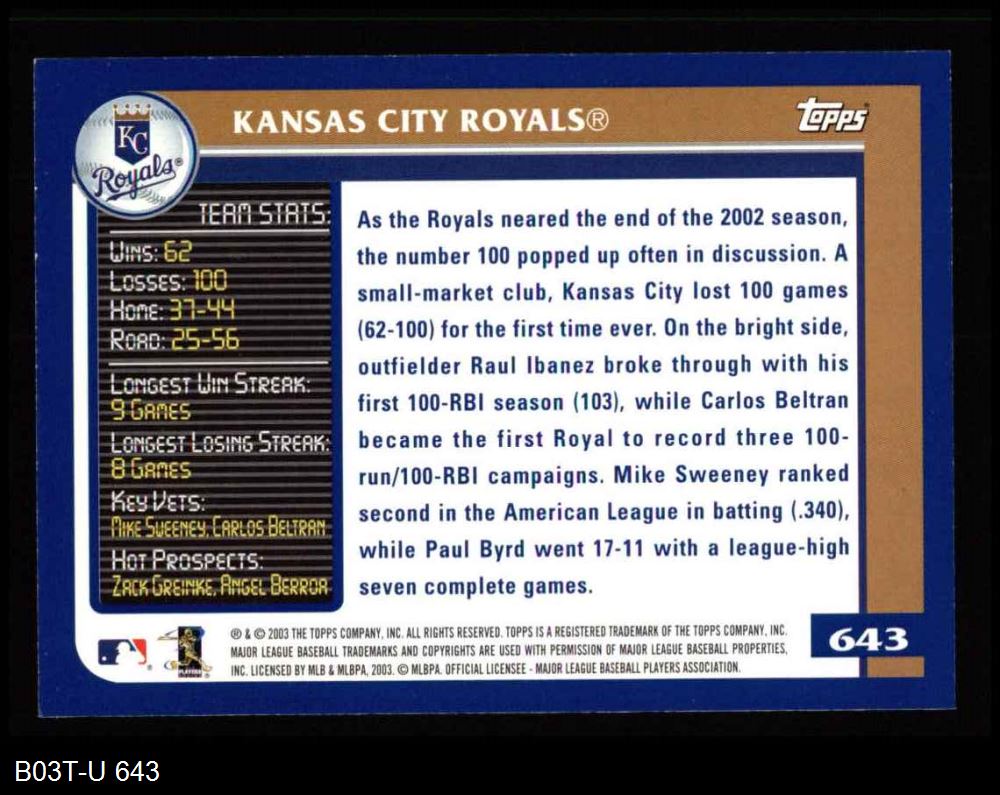 KANSAS CITY ROYALS®
Topps
KC
Royals®
TEAM STATS:
WINS: 62
LOSSES: 100
HOME: 37-44
ROAD: 25-56
LONGEST WIN STREAK:
9 GAMES
LONGEST LOSING STREAK:
8 GAMES
KEY VETS:
MIKE SWEENEY, CARLOS BELTRAN
HOT PROSPECTS:
ZACK GREINKE, ANGEL BERROA
As the Royals neared the end of the 2002 season,
the number 100 popped up often in discussion. A
small-market club, Kansas City lost 100 games
(62-100) for the first time ever. On the bright side,
outfielder Raul Ibanez broke through with his
first 100-RBI season (103), while Carlos Beltran
became the first Royal to record three 100-
run/100-RBI campaigns. Mike Sweeney ranked
second in the American League in batting (.340),
while Paul Byrd went 17-11 with a league-high
seven complete games.
® & © 2003 THE TOPPS COMPANY, INC. ALL RIGHTS RESERVED. TOPPS IS A REGISTERED TRADEMARK OF THE TOPPS COMPANY, INC.
MAJOR LEAGUE BASEBALL TRADEMARKS AND COPYRIGHTS ARE USED WITH PERMISSION OF MAJOR LEAGUE BASEBALL PROPERTIES,
INC. LICENSED BY MLB & MLBPA, 2003. © MLBPA. OFFICIAL LICENSEE - MAJOR LEAGUE BASEBALL PLAYERS ASSOCIATION.
643
B03T-U 643